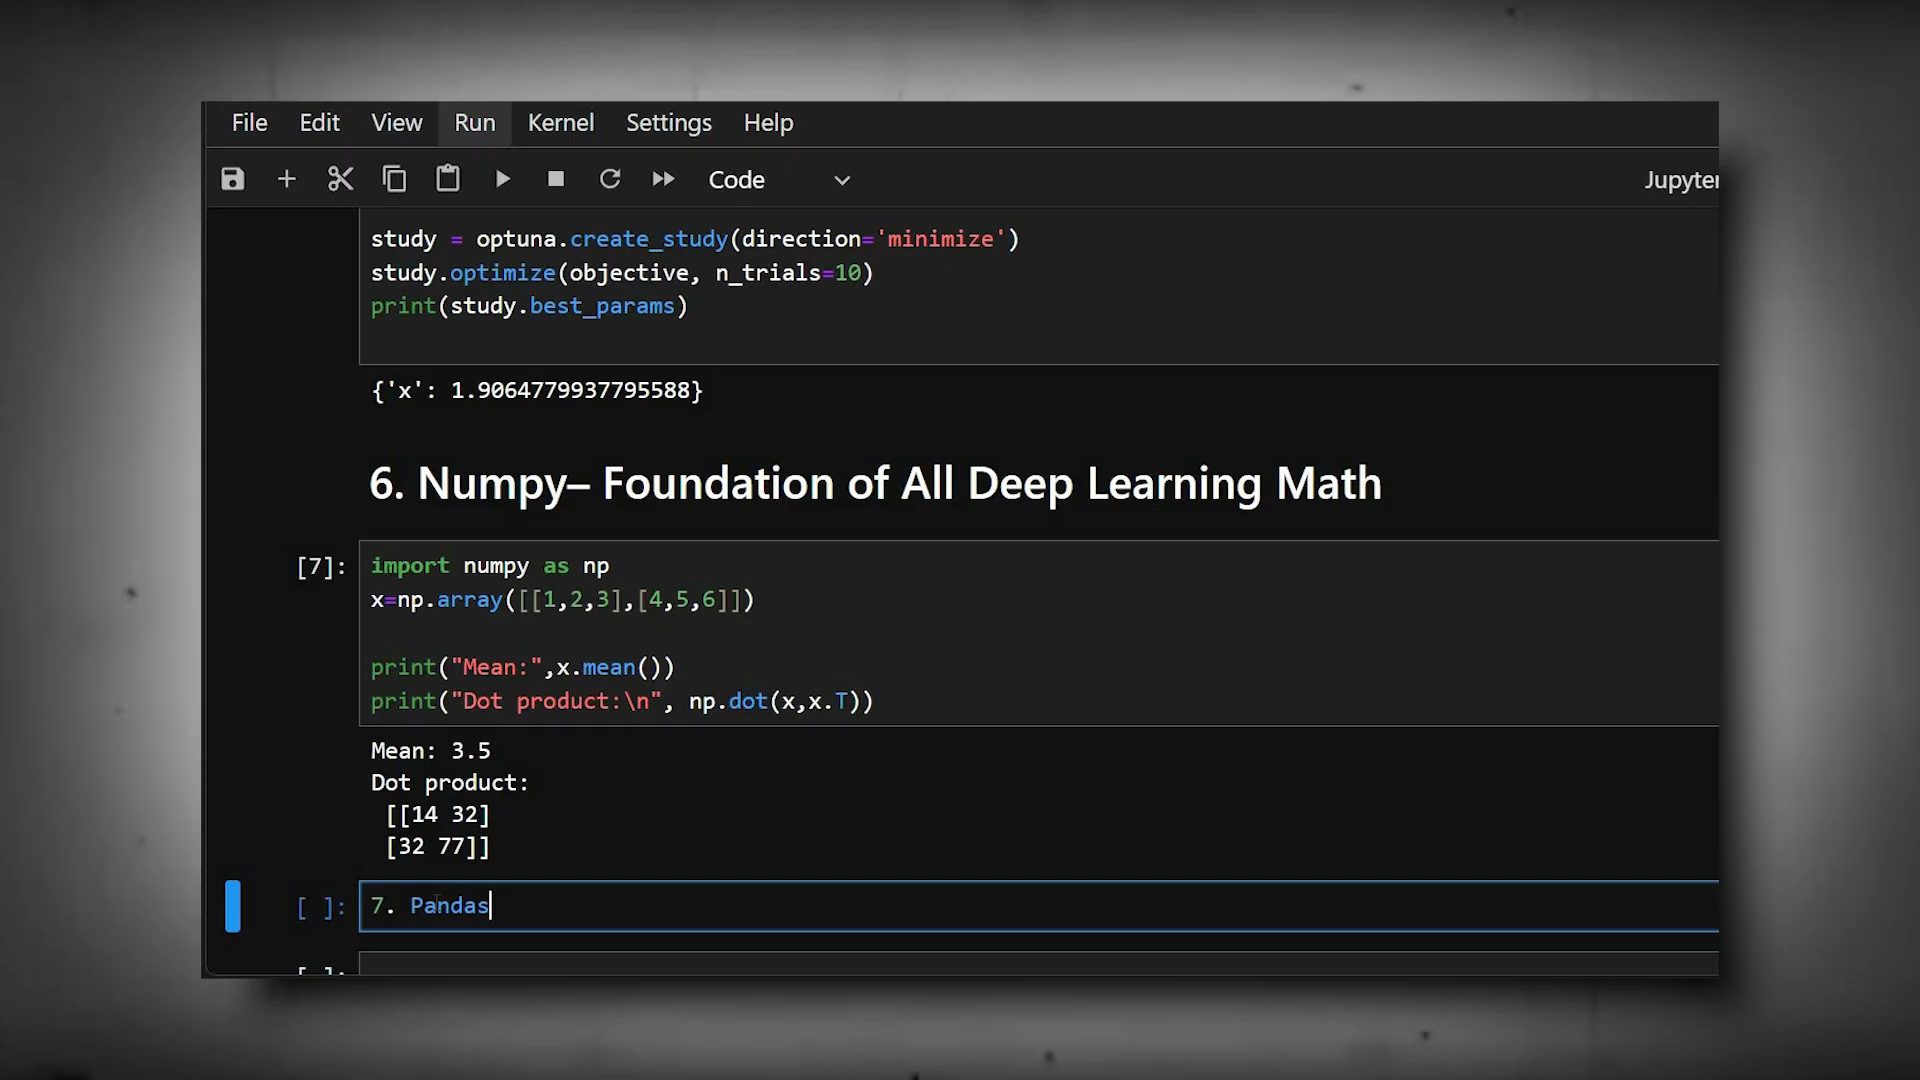 File Edit View Run Kernel Settings Help
Code
Jupyter
study = optuna.create_study(direction='minimize')
study.optimize(objective, n_trials=10)
print(study.best_params)
{'x': 1.9064779937795588}
6. Numpy– Foundation of All Deep Learning Math
[7]:
import numpy as np
x=np.array([[1,2,3],[4,5,6]])
print("Mean:",x.mean())
print("Dot product:\n", np.dot(x,x.T))
Mean: 3.5
Dot product:
[[14 32]
[32 77]]
[ ]: 7. Pandas
[ ]: